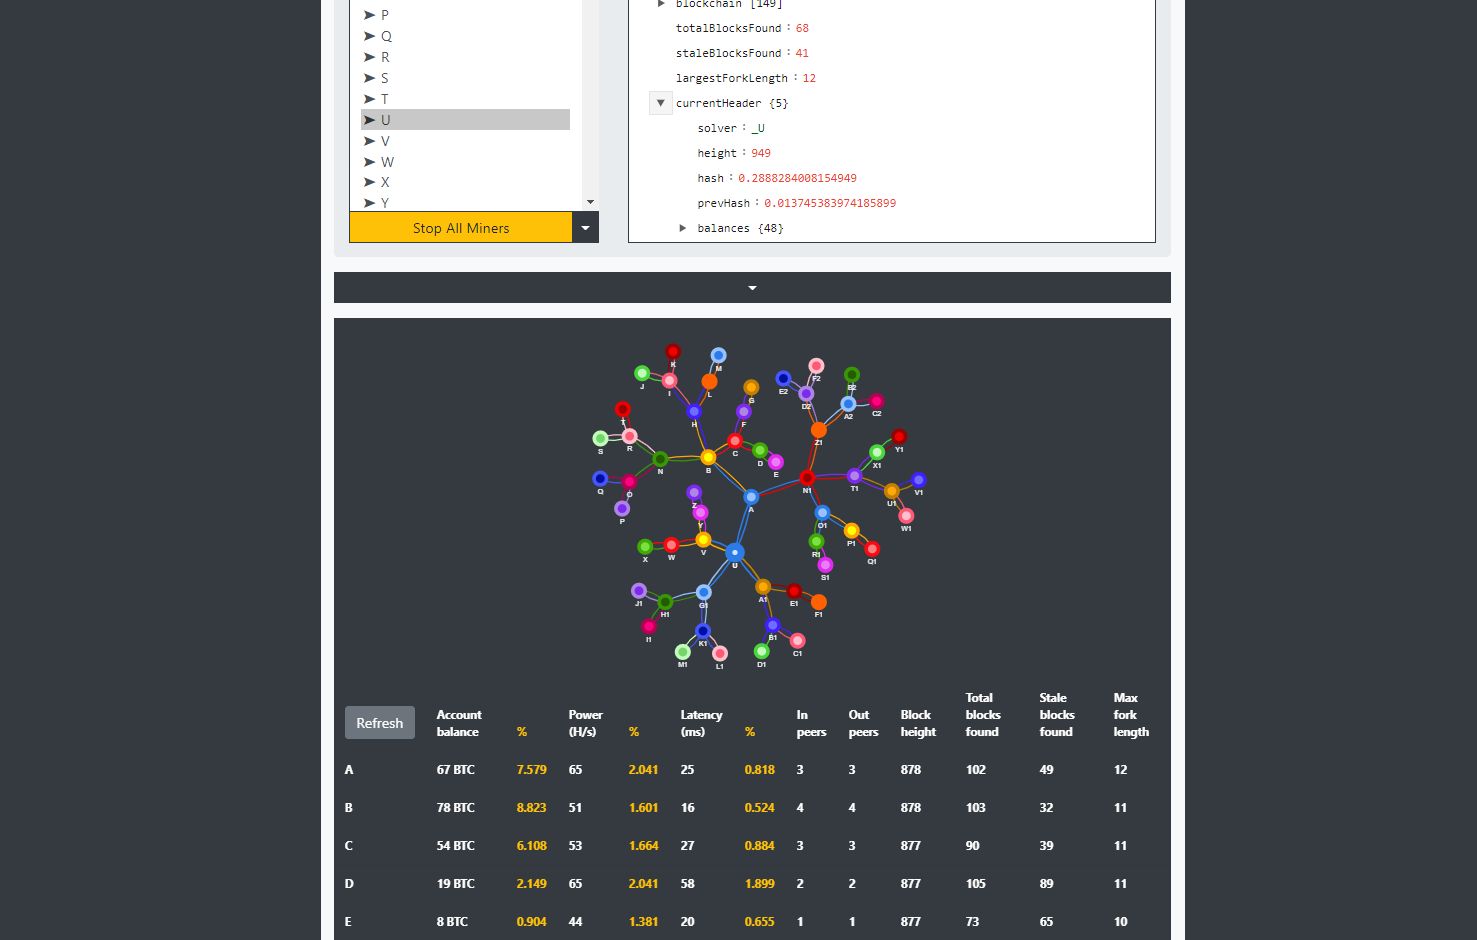 P
Q
R
S
T
U
V
W
X
Y
Stop All Miners
blockchain [149]
totalBlocksFound : 68
staleBlocksFound : 41
largestForkLength : 12
currentHeader {5}
solver : _U
height : 949
hash : 0.2888284008154949
prevHash : 0.013745383974185899
balances {48}
K
M
J
I
L
G
F
H
T
R
S
C
D
E
B
N
Q
O
P
Z
Y
A
X
W
V
U
E2
F2
D2
B2
A2
C2
Z1
Y1
X1
N1
T1
V1
U1
W1
O1
P1
R1
Q1
S1
J1
G1
H1
I1
A1
E1
F1
K1
B1
C1
M1
L1
D1
Refresh
Account balance % Power (H/s) % Latency (ms) % In peers Out peers Block height Total blocks found Stale blocks found Max fork length
A 67 BTC 7.579 65 2.041 25 0.818 3 3 878 102 49 12
B 78 BTC 8.823 51 1.601 16 0.524 4 4 878 103 32 11
C 54 BTC 6.108 53 1.664 27 0.884 3 3 877 90 39 11
D 19 BTC 2.149 65 2.041 58 1.899 2 2 877 105 89 11
E 8 BTC 0.904 44 1.381 20 0.655 1 1 877 73 65 10